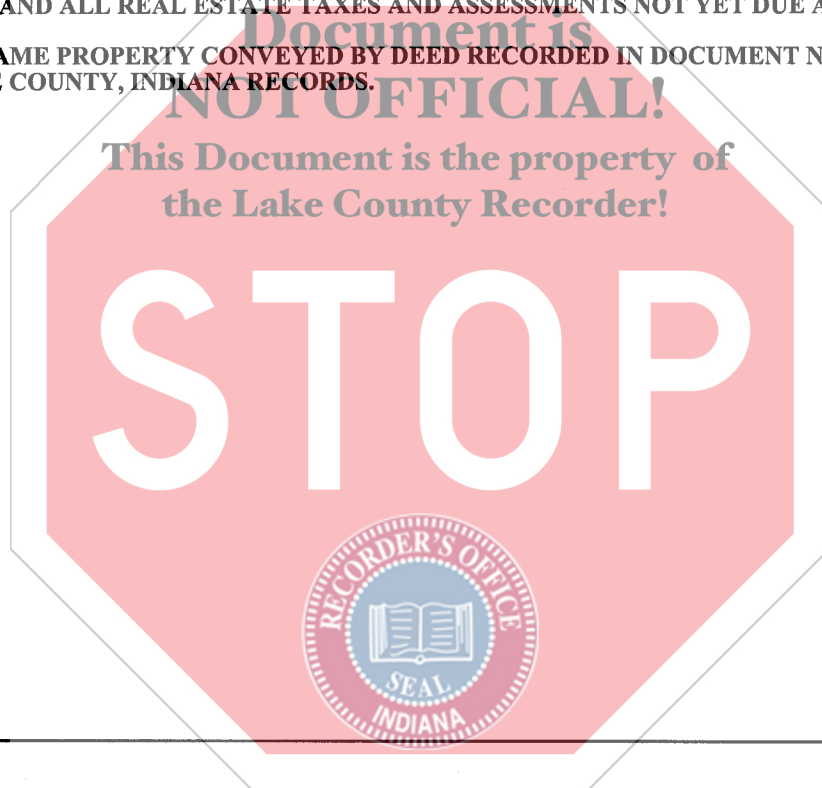 AND ALL REAL ESTATE TAXES AND ASSESSMENTS NOT YET DUE A
Document is
AME PROPERTY CONVEYED BY DEED RECORDED IN DOCUMENT N
COUNTY, INDIANA RECORDS.
NOT OFFICIAL!
This Document is the property of
the Lake County Recorder!
STOP
RECORDER'S OFFICE
SEAL
INDIANA